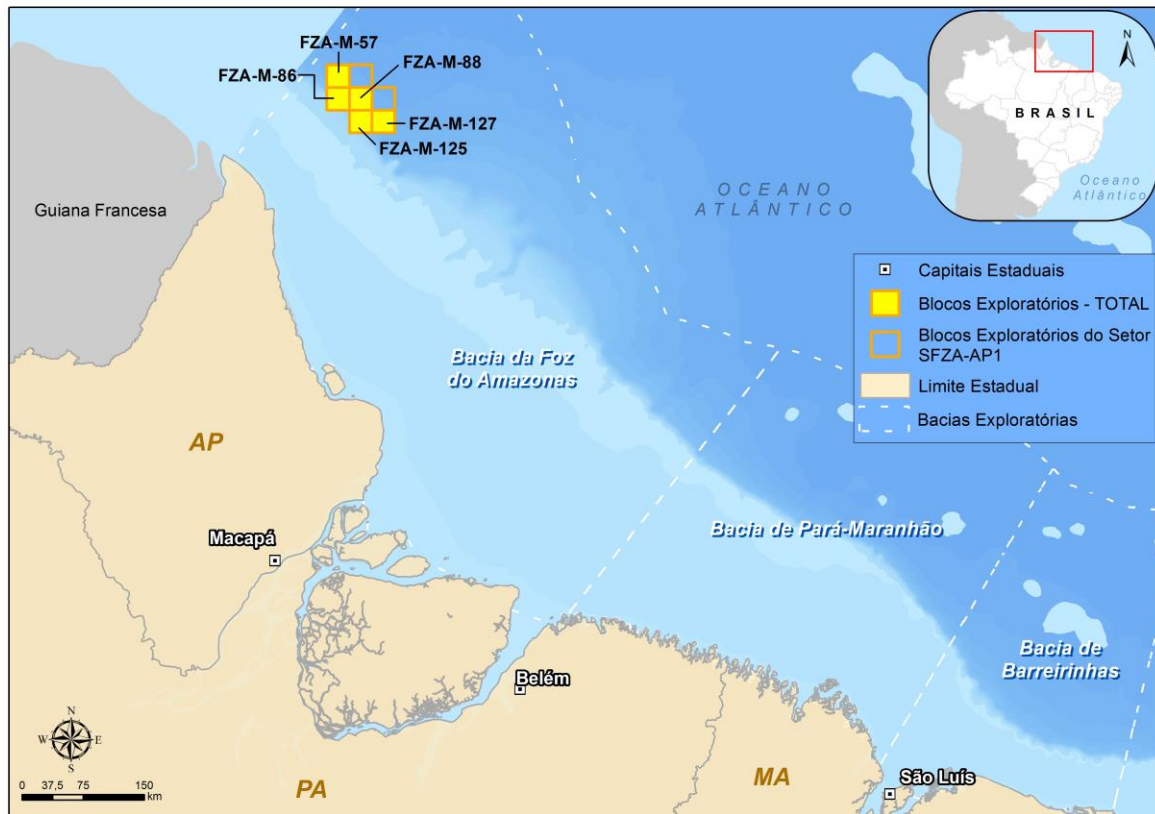 FZA-M-57
FZA-M-86
FZA-M-88
FZA-M-127
FZA-M-125
N
BRASIL
Oceano
Atlântico
Guiana Francesa
OCEANO
ATLÂNTICO
Capitais Estaduais
Blocos Exploratórios - TOTAL
Blocos Exploratórios do Setor
SFZA-AP1
Limite Estadual
Bacias Exploratórias
Bacia da Foz
do Amazonas
AP
Macapá
Bacia de Pará-Maranhão
Bacia de
Barreirinhas
Belém
N
W E
S
0 37,5 75 150
km
PA
MA
São Luís